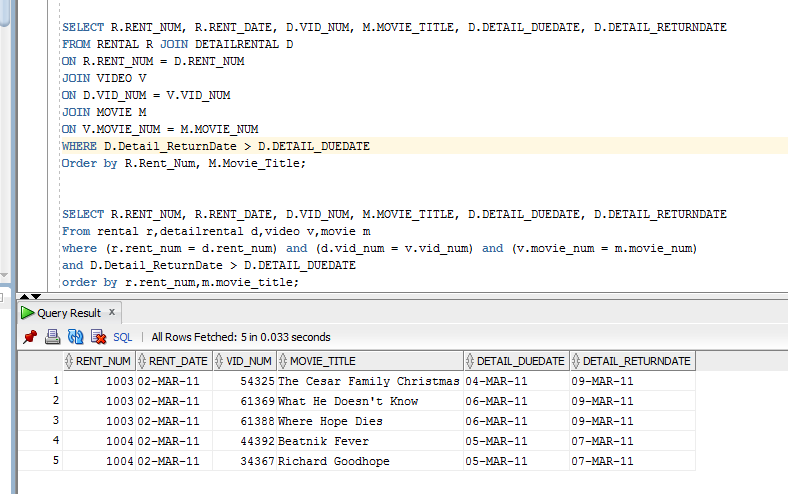 SELECT R.RENT_NUM, R.RENT_DATE, D.VID_NUM, M.MOVIE_TITLE, D.DETAIL_DUEDATE, D.DETAIL_RETURNDATE
FROM RENTAL R JOIN DETAILRENTAL D
ON R.RENT_NUM = D.RENT_NUM
JOIN VIDEO V
ON D.VID_NUM = V.VID_NUM
JOIN MOVIE M
ON V.MOVIE_NUM = M.MOVIE_NUM
WHERE D.Detail_ReturnDate > D.DETAIL_DUEDATE
Order by R.Rent_Num, M.Movie_Title;
SELECT R.RENT_NUM, R.RENT_DATE, D.VID_NUM, M.MOVIE_TITLE, D.DETAIL_DUEDATE, D.DETAIL_RETURNDATE
From rental r,detailrental d,video v,movie m
where (r.rent_num = d.rent_num) and (d.vid_num = v.vid_num) and (v.movie_num = m.movie_num)
and D.Detail_ReturnDate > D.DETAIL_DUEDATE
order by r.rent_num,m.movie_title;
Query Result x
SQL | All Rows Fetched: 5 in 0.033 seconds
RENT_NUM RENT_DATE VID_NUM MOVIE_TITLE DETAIL_DUEDATE DETAIL_RETURNDATE
1 1003 02-MAR-11 54325 The Cesar Family Christmas 04-MAR-11 09-MAR-11
2 1003 02-MAR-11 61369 What He Doesn't Know 06-MAR-11 09-MAR-11
3 1003 02-MAR-11 61388 Where Hope Dies 06-MAR-11 09-MAR-11
4 1004 02-MAR-11 44392 Beatnik Fever 05-MAR-11 07-MAR-11
5 1004 02-MAR-11 34367 Richard Goodhope 05-MAR-11 07-MAR-11